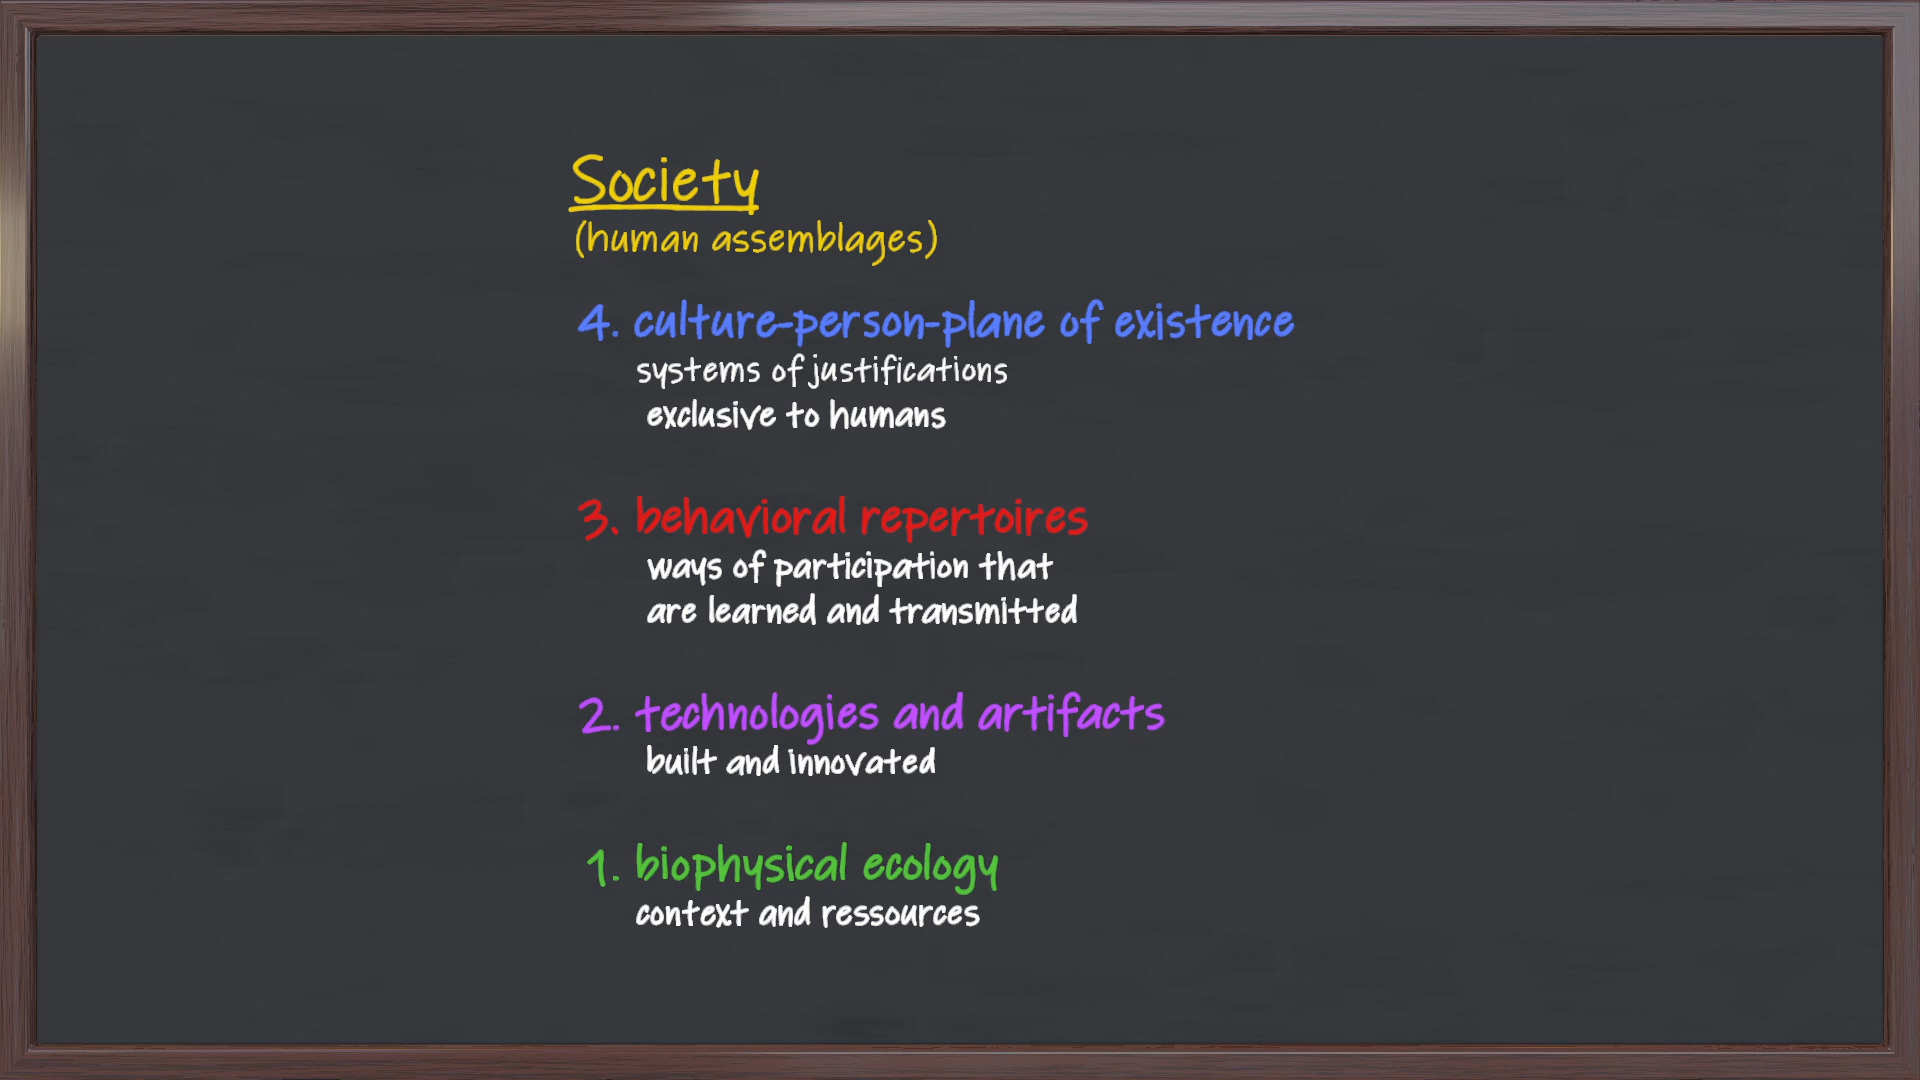 Society
(human assemblages)
4. culture-person-plane of existence
systems of justifications
exclusive to humans
3. behavioral repertoires
ways of participation that
are learned and transmitted
2. technologies and artifacts
built and innovated
1. biophysical ecology
context and ressources